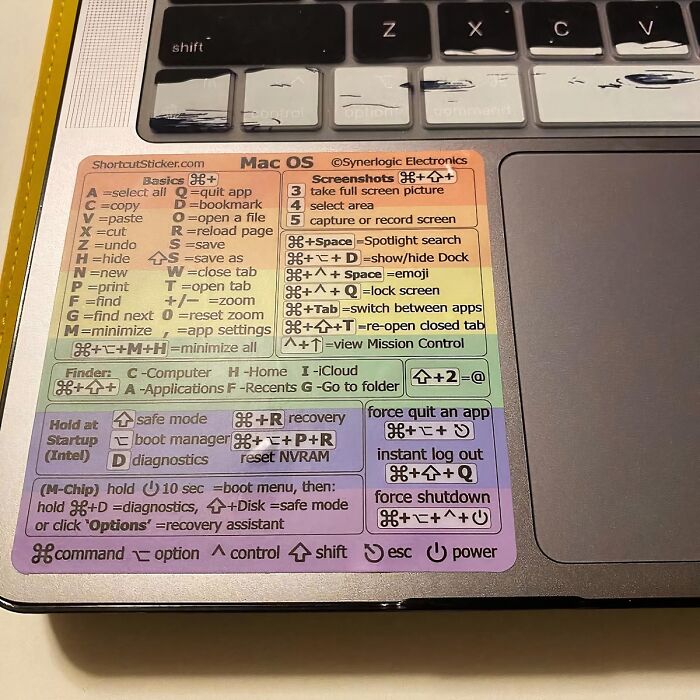 Z X C V
shift
control option command
ShortcutSticker.com Mac OS ©Synerlogic Electronics
Basics ⌘+
A =select all Q =quit app
C =copy D =bookmark
V =paste O =open a file
X =cut R =reload page
Z =undo S =save
H =hide ⇧S =save as
N =new W =close tab
P =print T =open tab
F =find +/− =zoom
G =find next 0 =reset zoom
M =minimize , =app settings
⌘+⌥+M+H =minimize all
Screenshots ⌘+⇧+
3 take full screen picture
4 select area
5 capture or record screen
⌘+Space =Spotlight search
⌘+⌥+ D =show/hide Dock
⌘+^+ Space =emoji
⌘+^+ Q =lock screen
⌘+Tab =switch between apps
⌘+⇧+T =re-open closed tab
^+↑ =view Mission Control
Finder: C -Computer H -Home I -iCloud
⌘+⇧+ A -Applications F -Recents G -Go to folder
⇧+2 =@
Hold at Startup (Intel)
⇧ safe mode ⌘+R recovery
⌥ boot manager ⌘+⌥+P+R
D diagnostics reset NVRAM
(M-Chip) hold ⏻ 10 sec =boot menu, then:
hold ⌘+D =diagnostics, ⇧+Disk =safe mode
or click ‘Options’ =recovery assistant
force quit an app
⌘+⌥+⎋
instant log out
⌘+⇧+Q
force shutdown
⌘+⌥+^+⏻
⌘ command ⌥ option ^ control ⇧ shift ⎋ esc ⏻ power